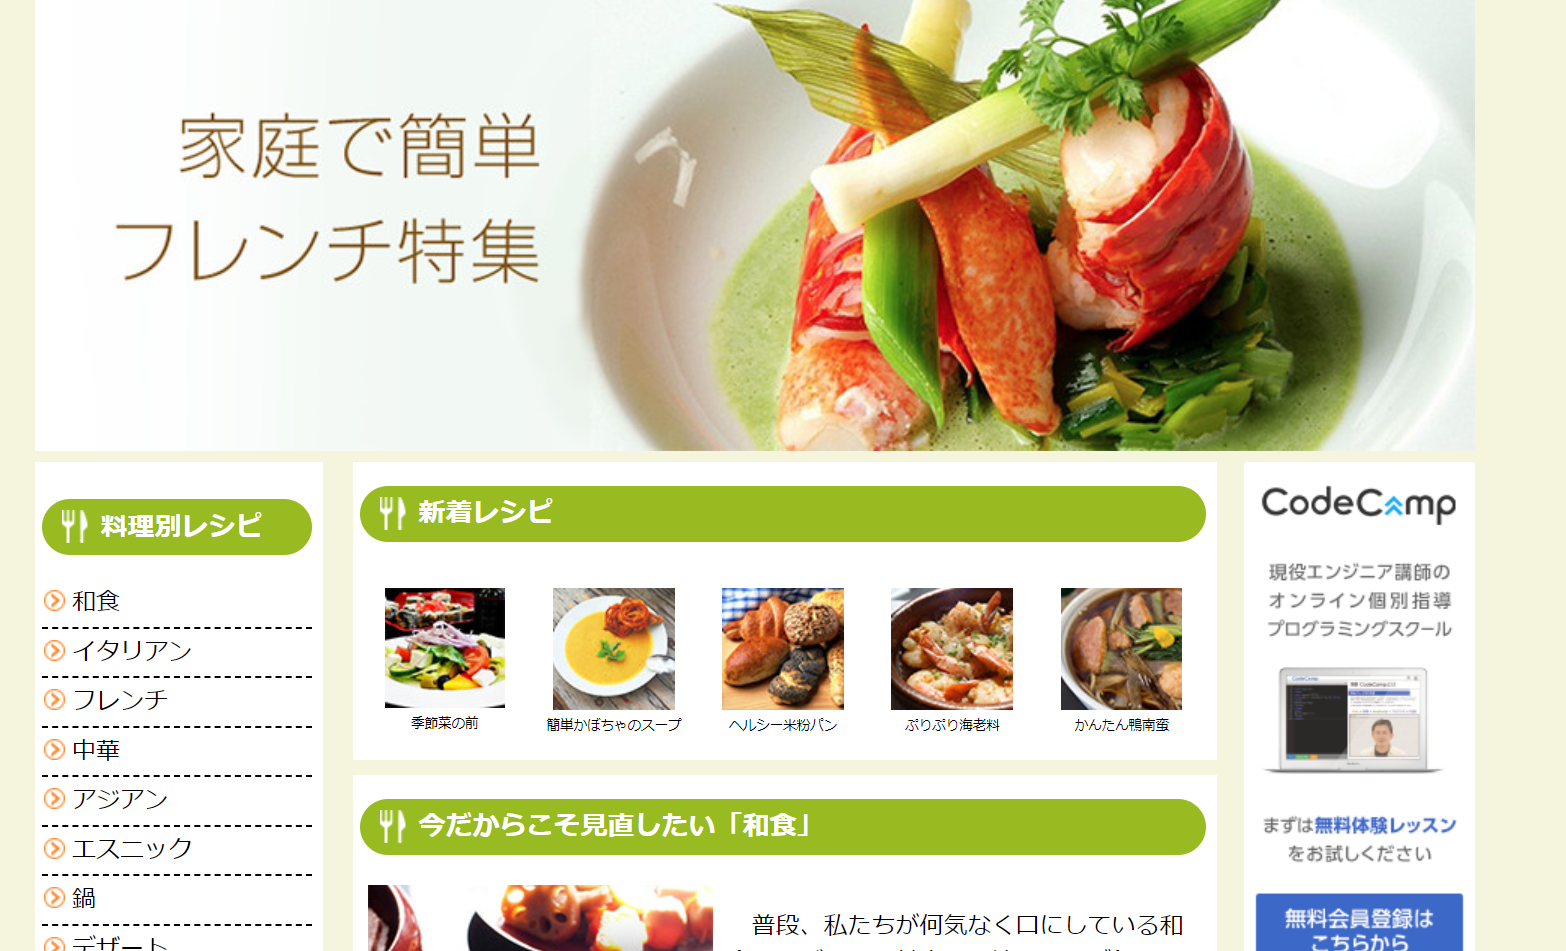 家庭で簡単
フレンチ特集
料理別レシピ
和食
イタリアン
フレンチ
中華
アジアン
エスニック
鍋
デザート
新着レシピ
季節菜の前
簡単かぼちゃのスープ
ヘルシー米粉パン
ぷりぷり海老料
かんたん鴨南蛮
今だからこそ見直したい「和食」
普段、私たちが何気なく口にしている和
CodeCamp
現役エンジニア講師の
オンライン個別指導
プログラミングスクール
まずは無料体験レッスン
をお試しください
無料会員登録は
こちらから